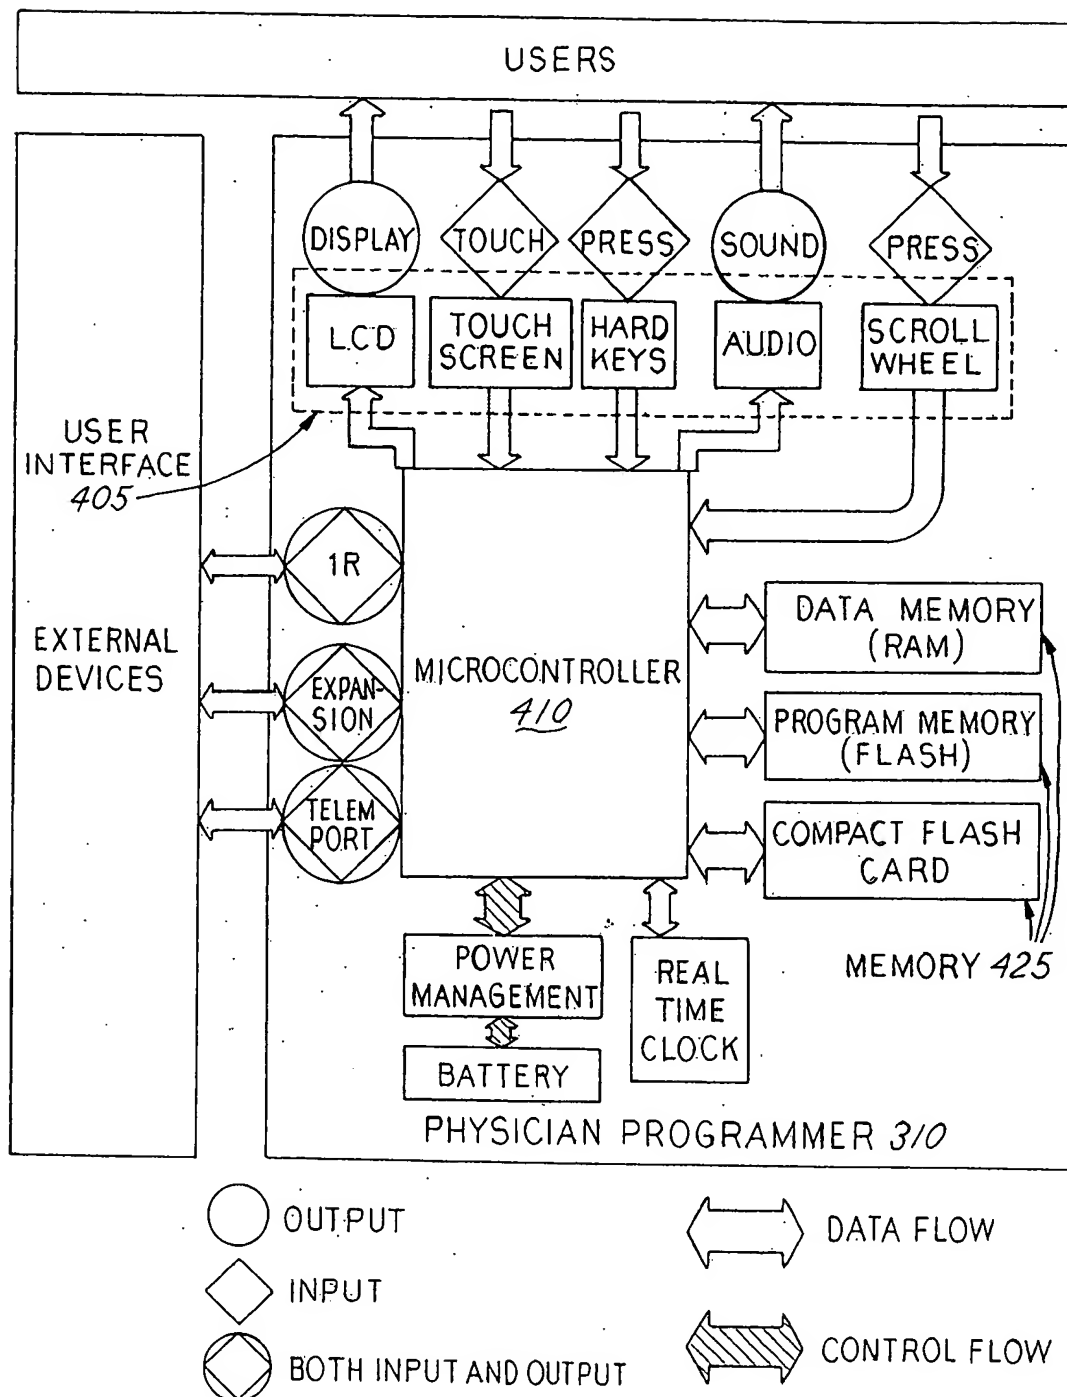 USERS
DISPLAY
TOUCH
PRESS
SOUND
PRESS
LCD
TOUCH
SCREEN
HARD
KEYS
AUDIO
SCROLL
WHEEL
USER
INTERFACE
405
EXTERNAL
DEVICES
1R
EXPAN-
SION
TELEM
PORT
MICROCONTROLLER
410
DATA MEMORY
(RAM)
PROGRAM MEMORY
(FLASH)
COMPACT FLASH
CARD
MEMORY 425
POWER
MANAGEMENT
BATTERY
REAL
TIME
CLOCK
PHYSICIAN PROGRAMMER 310
OUTPUT
INPUT
BOTH INPUT AND OUTPUT
DATA FLOW
CONTROL FLOW